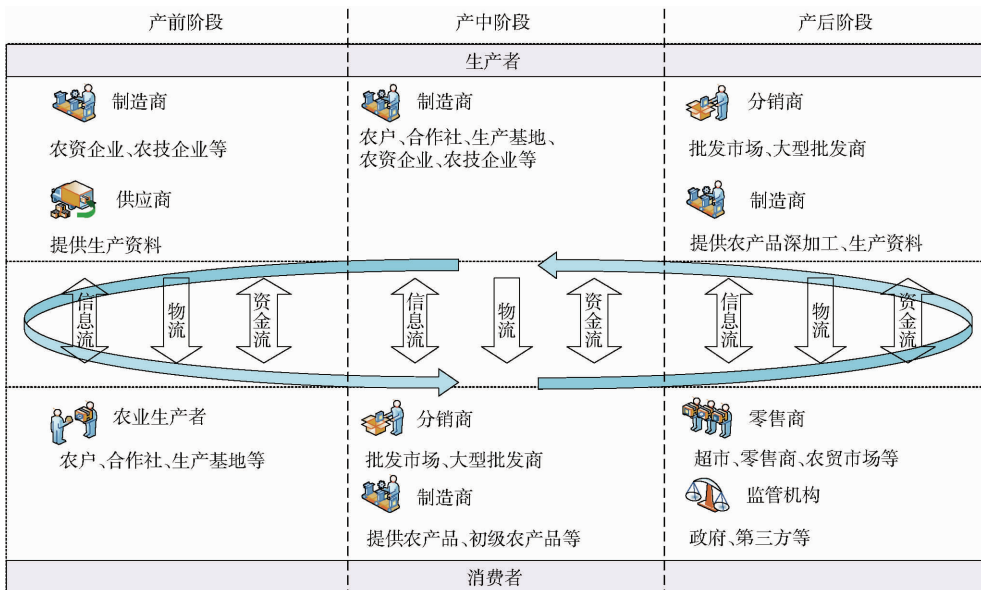 产前阶段
产中阶段
产后阶段
生产者
制造商
农资企业、农技企业等
供应商
提供生产资料
制造商
农户、合作社、生产基地、
农资企业、农技企业等
分销商
批发市场、大型批发商
制造商
提供农产品深加工、生产资料
信息流
物流
资金流
信息流
物流
资金流
信息流
物流
资金流
农业生产者
农户、合作社、生产基地等
分销商
批发市场、大型批发商
制造商
提供农产品、初级农产品等
零售商
超市、零售商、农贸市场等
监管机构
政府、第三方等
消费者